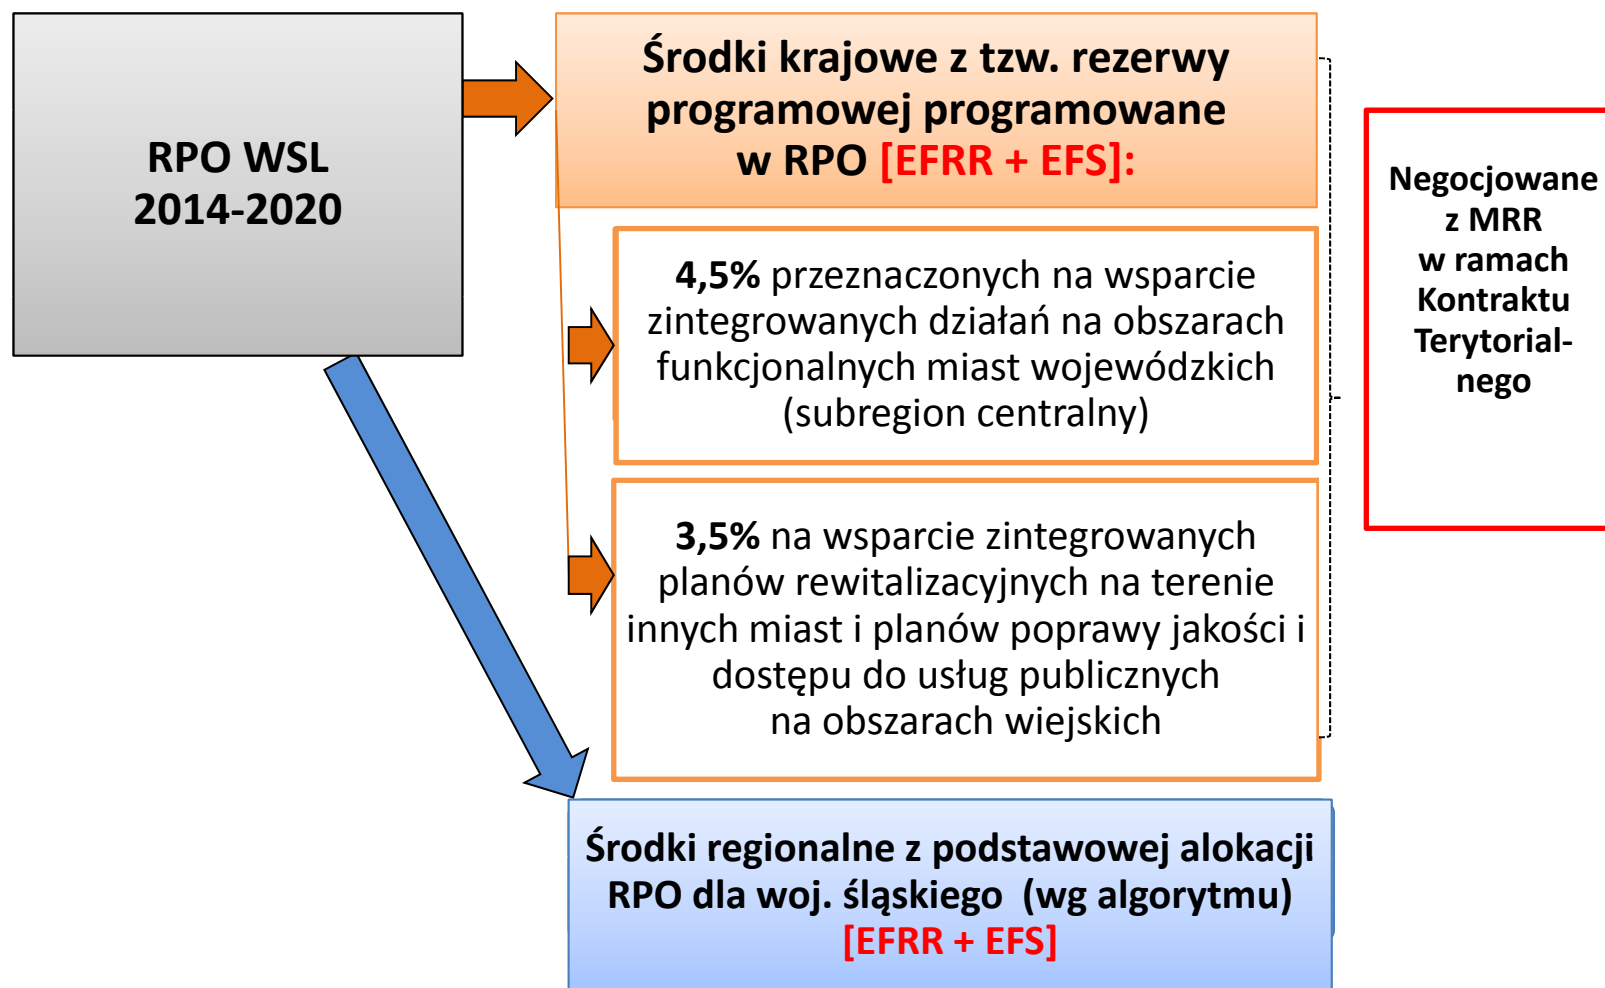 RPO WSL
2014-2020
Środki krajowe z tzw. rezerwy
programowej programowane
w RPO [EFRR + EFS]:
4,5% przeznaczonych na wsparcie
zintegrowanych działań na obszarach
funkcjonalnych miast wojewódzkich
(subregion centralny)
3,5% na wsparcie zintegrowanych
planów rewitalizacyjnych na terenie
innych miast i planów poprawy jakości i
dostępu do usług publicznych
na obszarach wiejskich
Negocjowane
z MRR
w ramach
Kontraktu
Terytorial-
nego
Środki regionalne z podstawowej alokacji
RPO dla woj. śląskiego (wg algorytmu)
[EFRR + EFS]